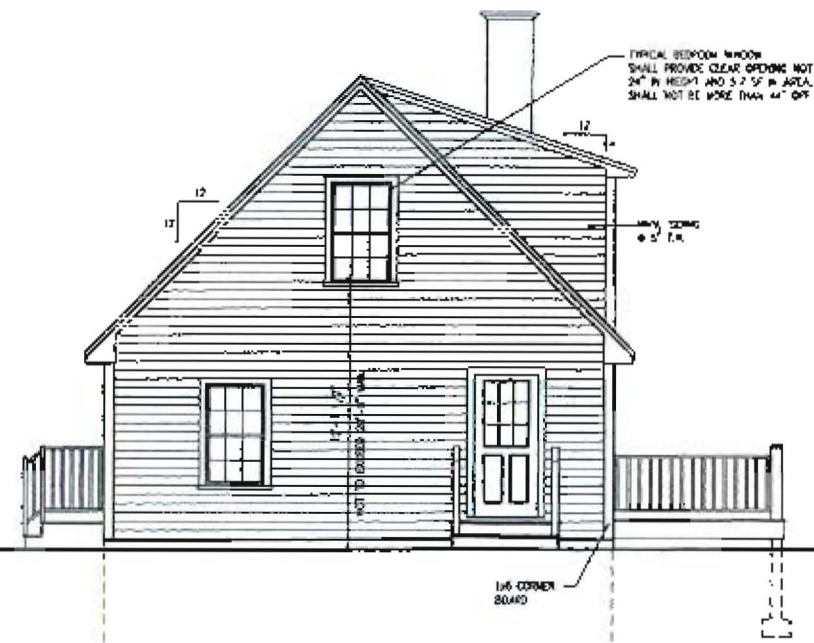 TYPICAL BEDROOM WINDOW
SHALL PROVIDE CLEAR OPENING NOT
24" IN HEIGHT AND 5.7 SF IN AREA.
SHALL NOT BE MORE THAN 44" OFF
12
12
12
VINYL SIDING
@ 5" T.W.
NOT TO EXCEED
1x6 CORNER
BOARD